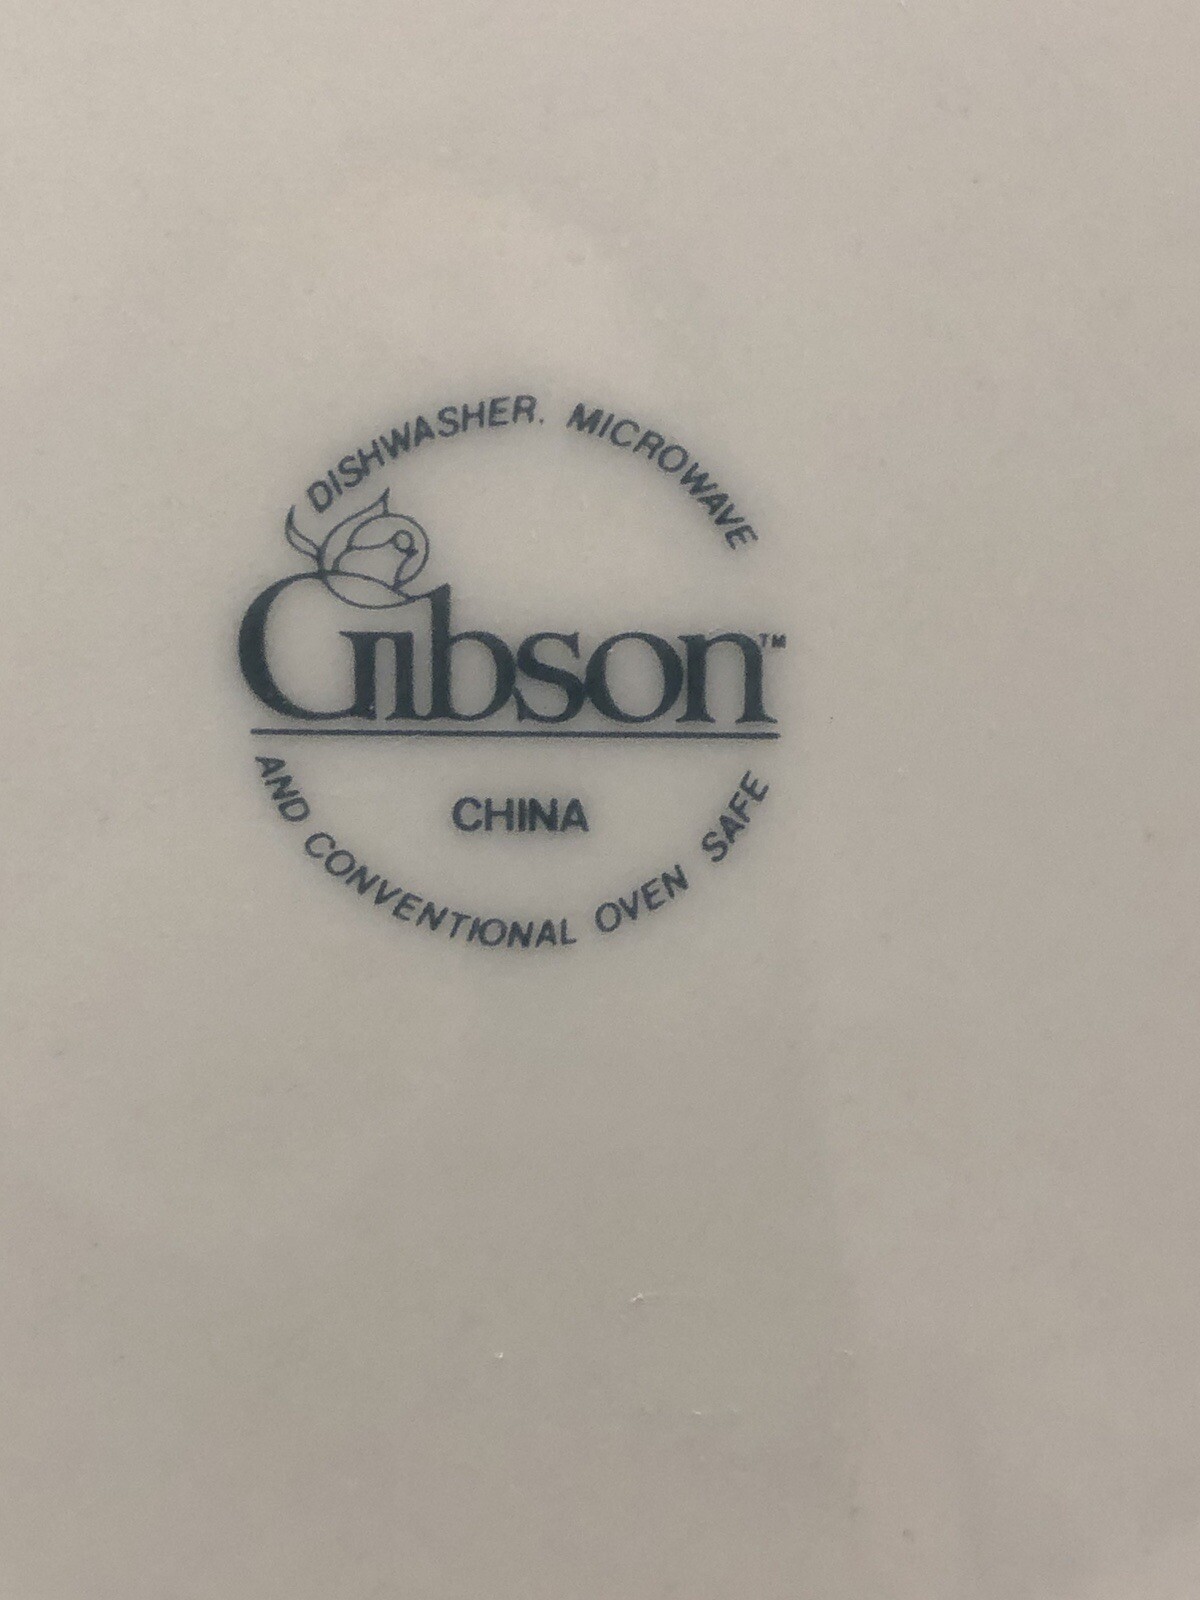 DISHWASHER. MICROWAVE
Gibson™
CHINA
AND CONVENTIONAL OVEN SAFE